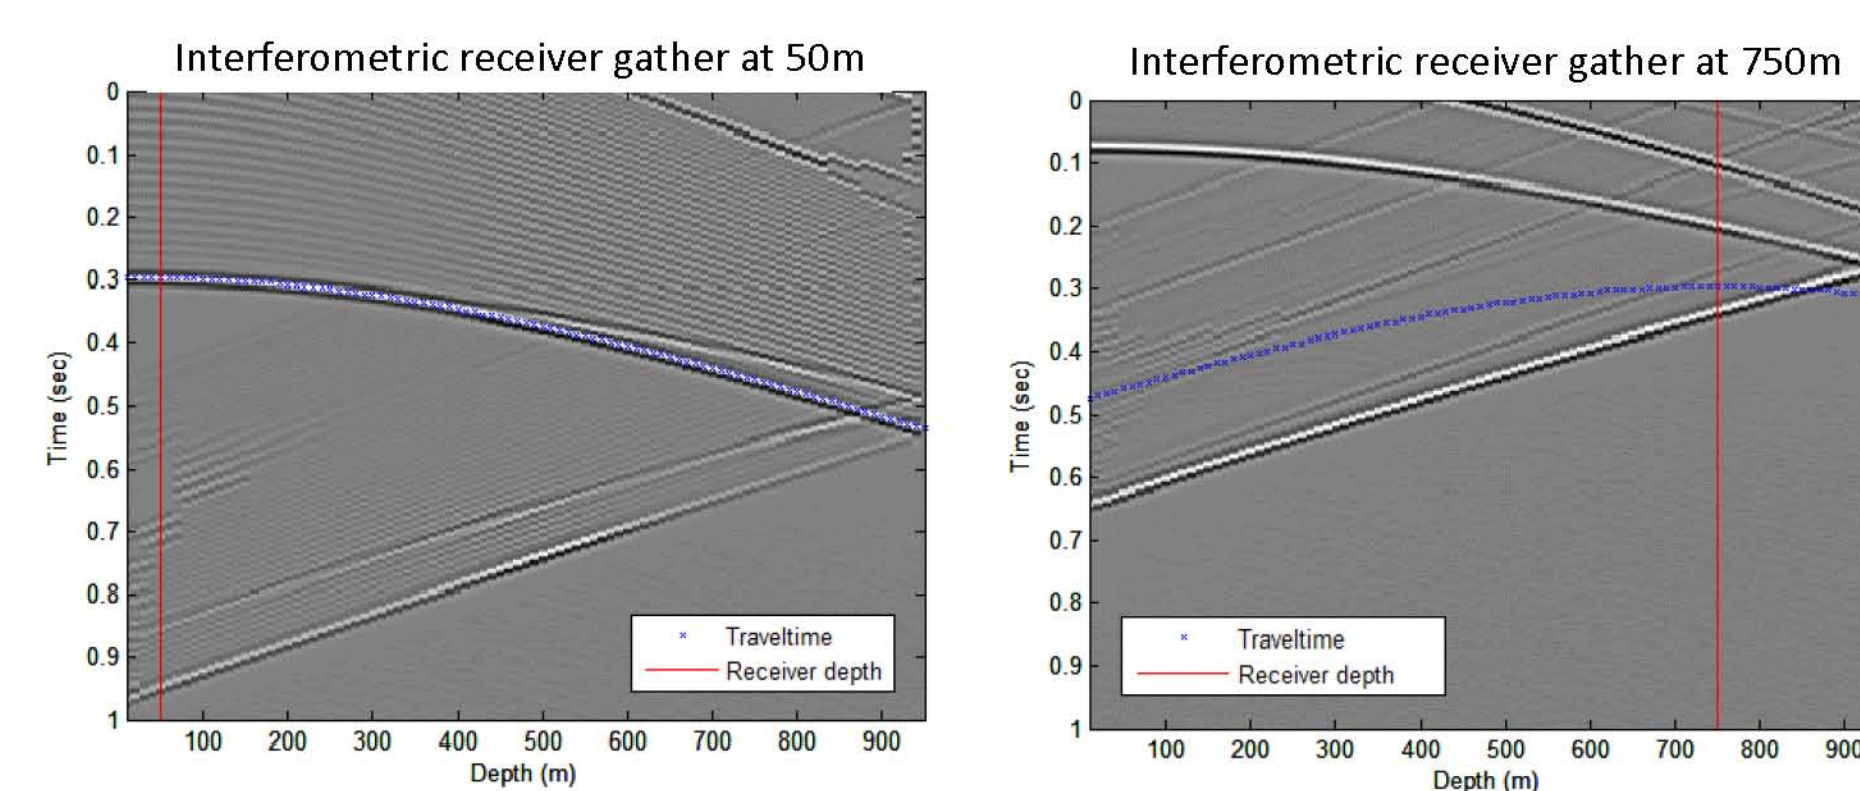 Interferometric receiver gather at 50m
0
0.1
0.2
0.3
0.4
0.5
0.6
0.7
0.8
0.9
1
Time (sec)
100 200 300 400 500 600 700 800 900
Depth (m)
Traveltime
Receiver depth
Interferometric receiver gather at 750m
0
0.1
0.2
0.3
0.4
0.5
0.6
0.7
0.8
0.9
1
Time (sec)
100 200 300 400 500 600 700 800 900
Depth (m)
Traveltime
Receiver depth